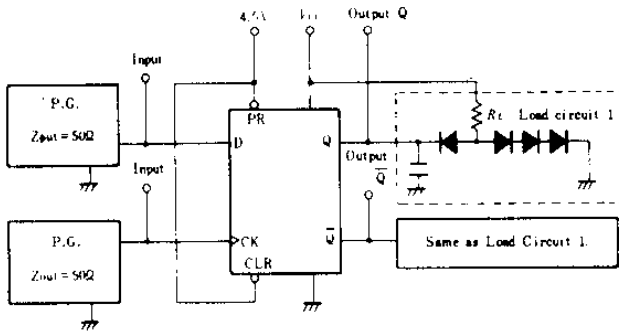 4.5V
Vcc
Output Q
Input
P.G.
Zout = 50Ω
PR
D
Q
RL
Load circuit 1
Output
Q̅
Input
P.G.
Zout = 50Ω
CK
Q̅
CLR
Same as Load Circuit 1.